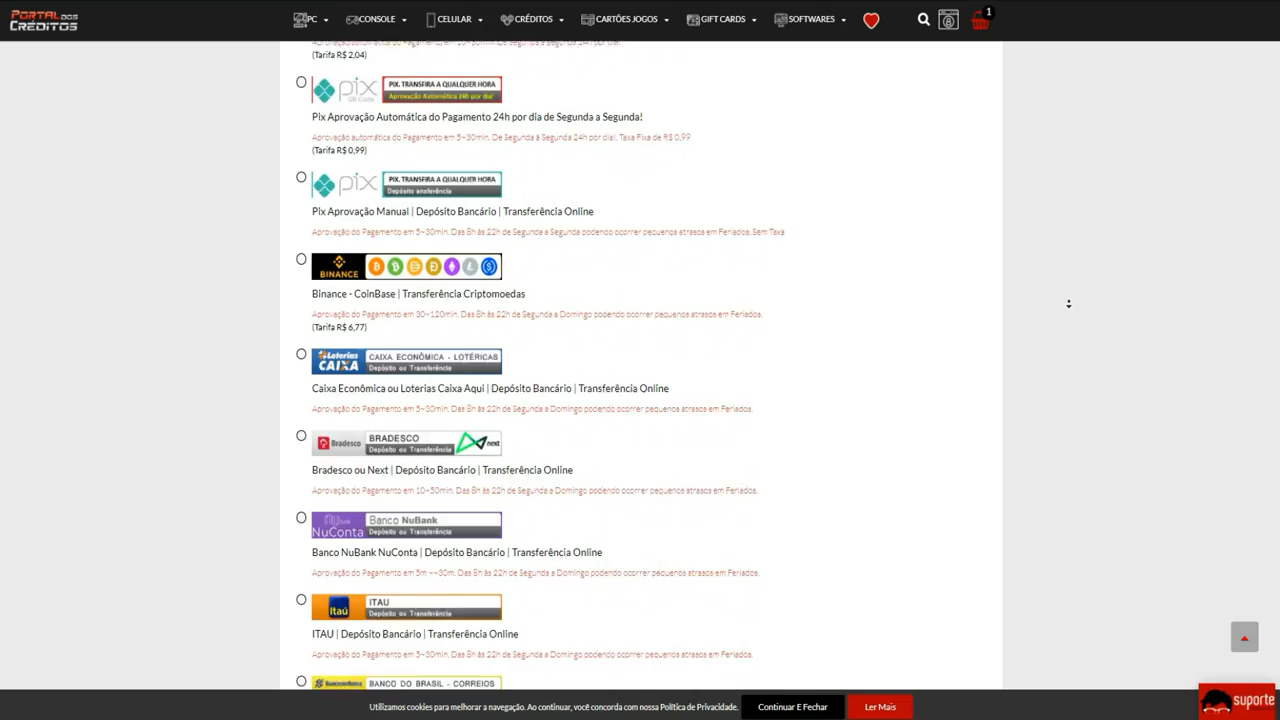 PORTAL DOS CRÉDITOS
PC
CONSOLE
CELULAR
CRÉDITOS
CARTÕES JOGOS
GIFT CARDS
SOFTWARES
1
(Tarifa R$ 2,04)
pix
QR Code
PIX. TRANSFIRA A QUALQUER HORA
Aprovação Automática 24h por dia!
Pix Aprovação Automática do Pagamento 24h por dia de Segunda a Segunda!
Aprovação automática do Pagamento em 5~30min. De Segunda à Segunda 24h por dia!. Taxa Fixa de R$ 0,99
(Tarifa R$ 0,99)
pix
PIX. TRANSFIRA A QUALQUER HORA
Depósito ansferência
Pix Aprovação Manual | Depósito Bancário | Transferência Online
Aprovação do Pagamento em 5~30min. Das 8h às 22h de Segunda a Segunda podendo ocorrer pequenos atrasos em Feriados. Sem Taxa
BINANCE
Binance - CoinBase | Transferência Criptomoedas
Aprovação do Pagamento em 30~120min. Das 8h às 22h de Segunda a Domingo podendo ocorrer pequenos atrasos em Feriados.
(Tarifa R$ 6,77)
Loterias
CAIXA
CAIXA ECONÔMICA - LOTÉRICAS
Depósito ou Transferência
Caixa Econômica ou Loterias Caixa Aqui | Depósito Bancário | Transferência Online
Aprovação do Pagamento em 5~30min. Das 8h às 22h de Segunda a Domingo podendo ocorrer pequenos atrasos em Feriados.
Bradesco
BRADESCO
Depósito ou Transferência
next
Bradesco ou Next | Depósito Bancário | Transferência Online
Aprovação do Pagamento em 10~50min. Das 8h às 22h de Segunda a Domingo podendo ocorrer pequenos atrasos em Feriados.
NuConta
Banco NuBank
Depósito ou Transferência
Banco NuBank NuConta | Depósito Bancário | Transferência Online
Aprovação do Pagamento em 5m ~~30m. Das 8h às 22h de Segunda a Domingo podendo ocorrer pequenos atrasos em Feriados.
Itaú
ITAU
Depósito ou Transferência
ITAU | Depósito Bancário | Transferência Online
Aprovação do Pagamento em 5~30min. Das 8h às 22h de Segunda a Domingo podendo ocorrer pequenos atrasos em Feriados.
BANCO DO BRASIL - CORREIOS
Utilizamos cookies para melhorar a navegação. Ao continuar, você concorda com nossa Política de Privacidade.
Continuar E Fechar
Ler Mais
suporte